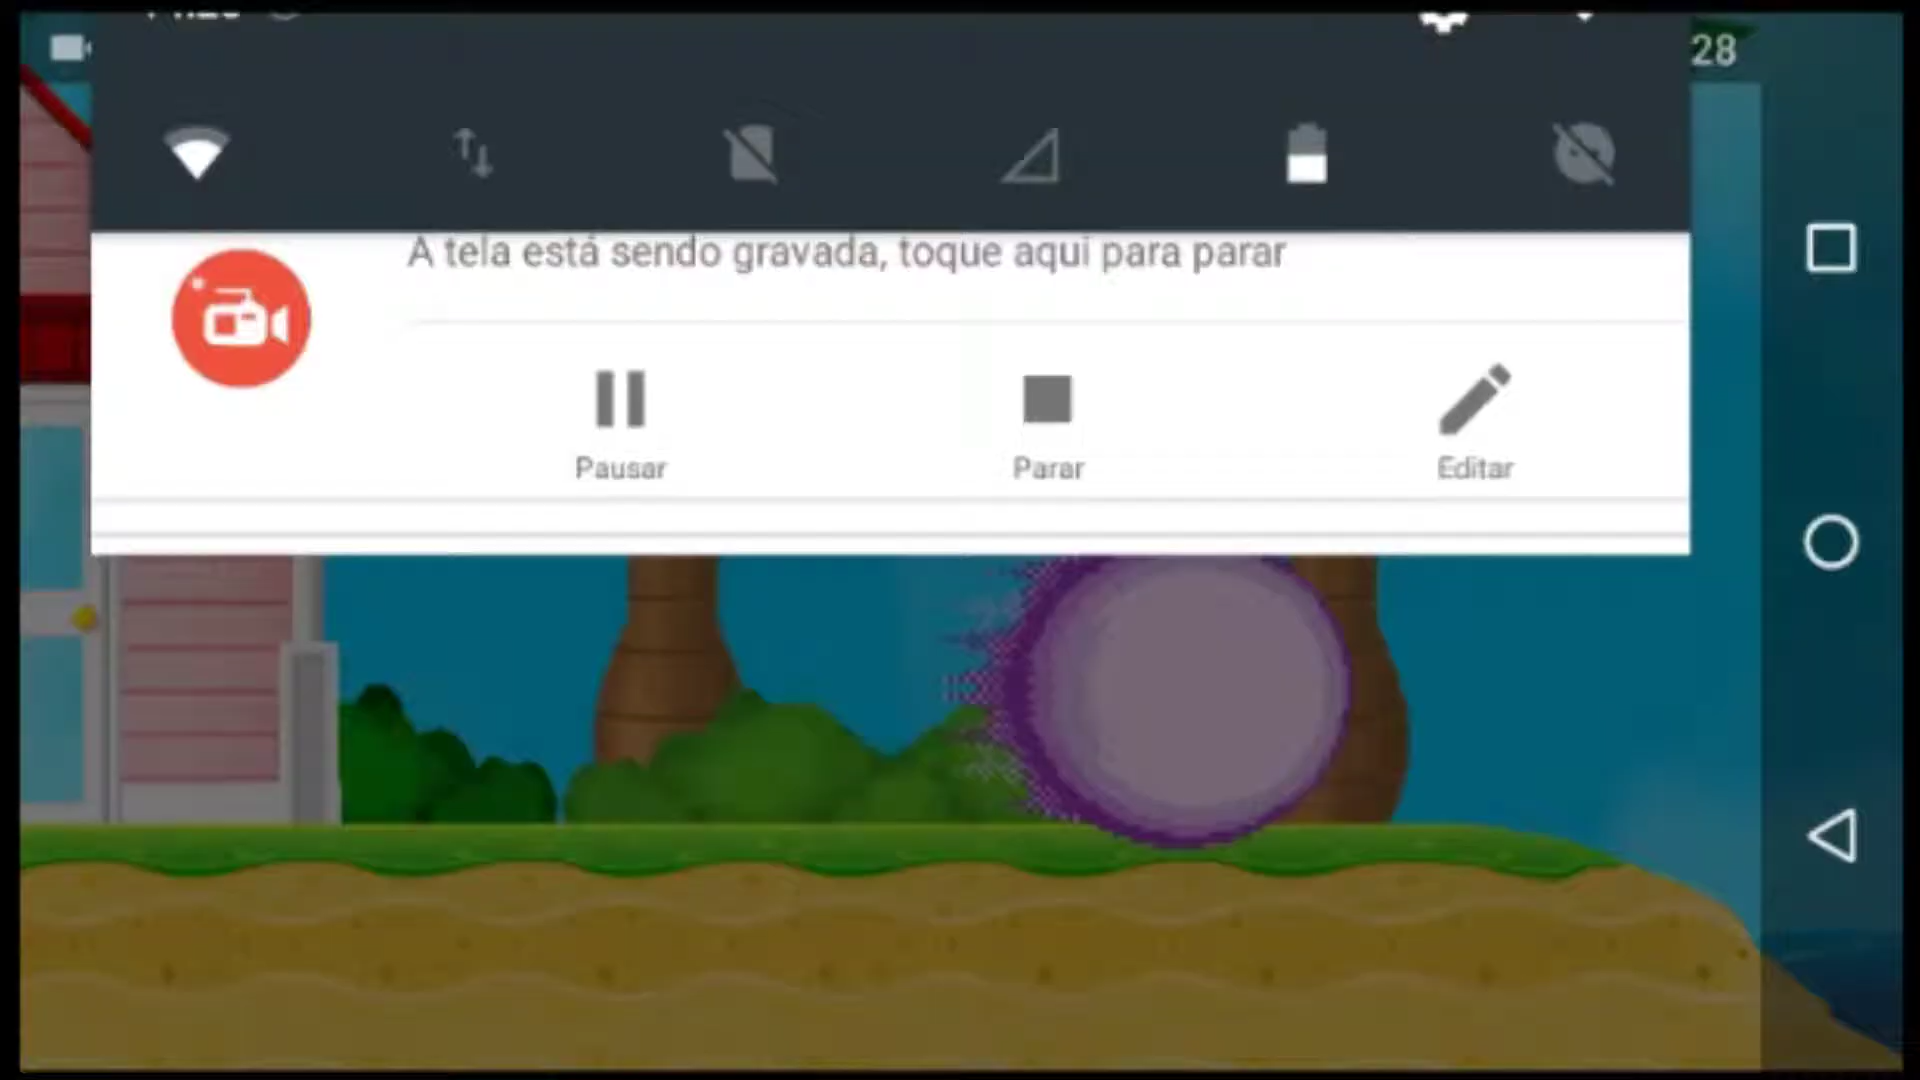 28
A tela está sendo gravada, toque aqui para parar
Pausar
Parar
Editar